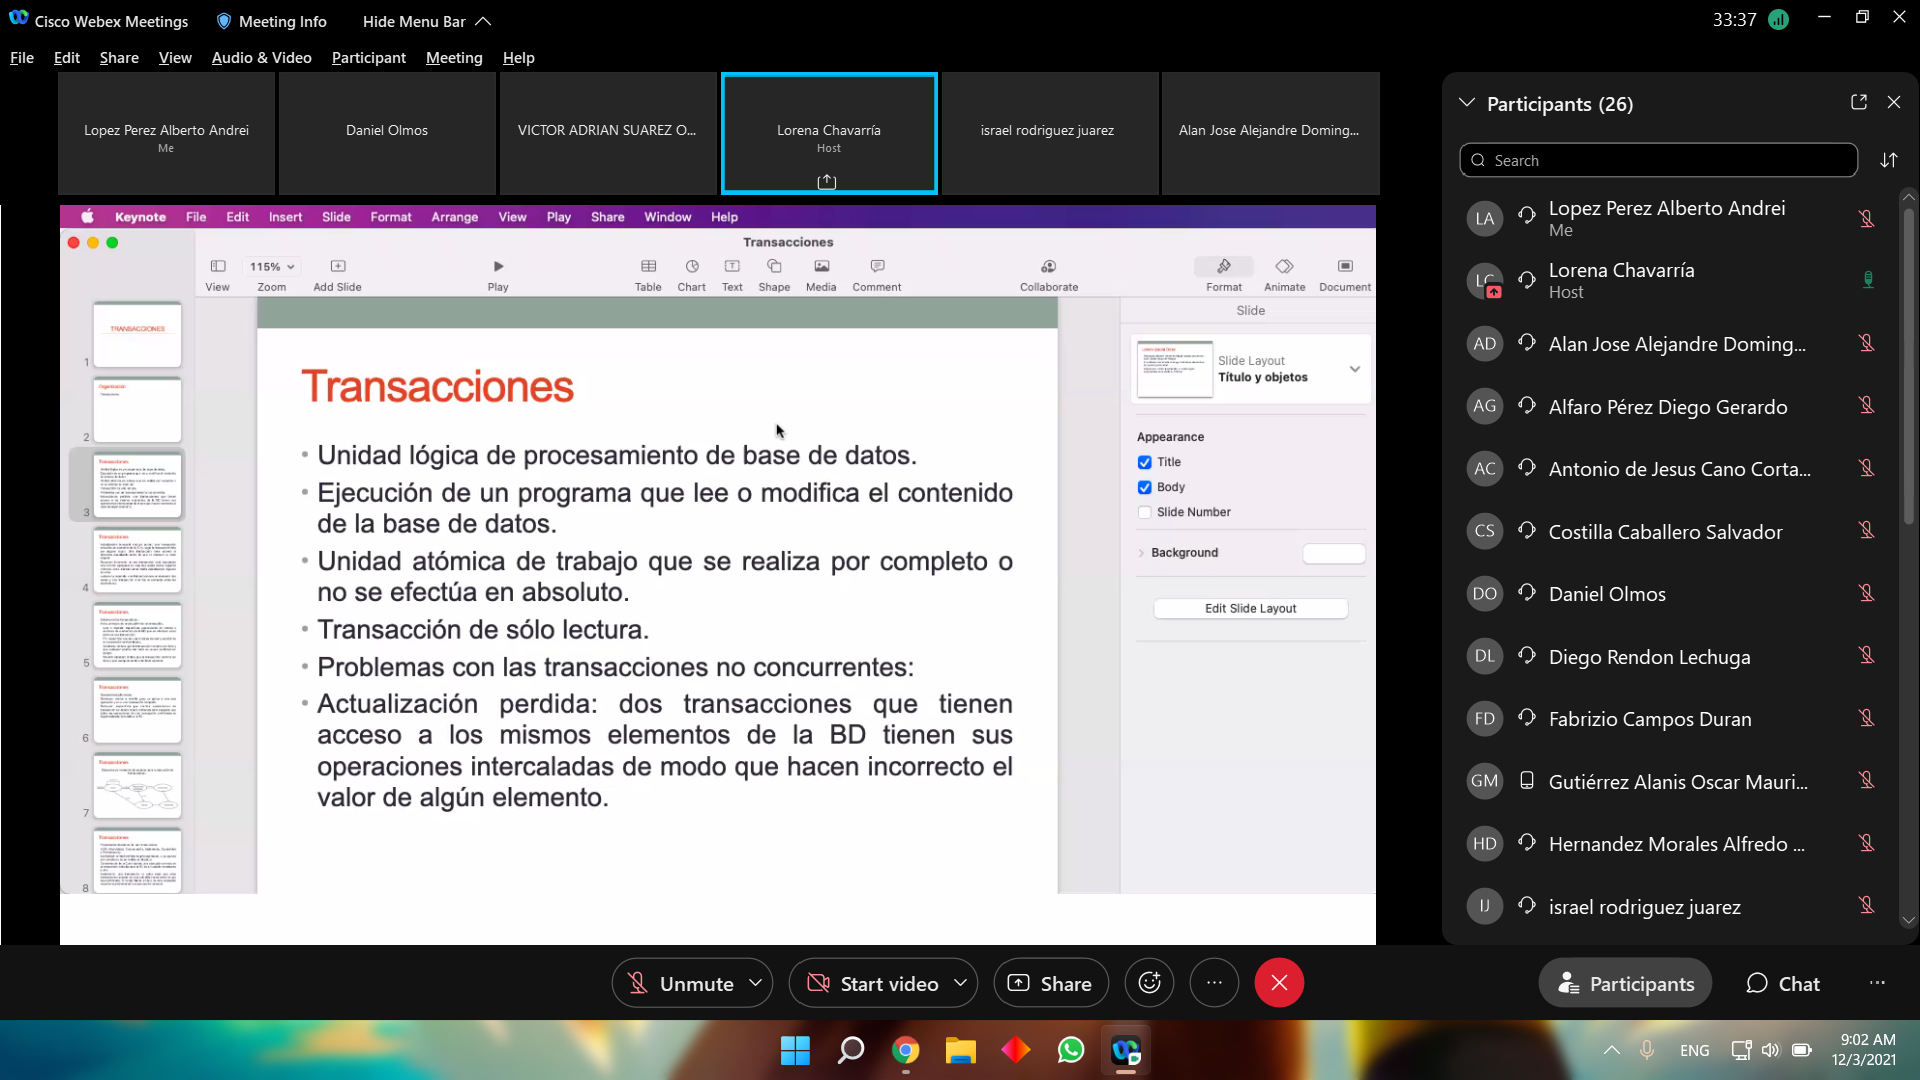 Cisco Webex Meetings
Meeting Info
Hide Menu Bar
33:37
File Edit Share View Audio & Video Participant Meeting Help
Lopez Perez Alberto Andrei
Me
Daniel Olmos
VICTOR ADRIAN SUAREZ O...
Lorena Chavarría
Host
israel rodriguez juarez
Alan Jose Alejandre Doming...
Keynote File Edit Insert Slide Format Arrange View Play Share Window Help
Transacciones
115%
View Zoom Add Slide Play Table Chart Text Shape Media Comment Collaborate Format Animate Document
TRANSACCIONES
1
Organización
2
Transacciones
3
Transacciones
4
Transacciones
5
Transacciones
6
Transacciones
7
Transacciones
8
Transacciones
• Unidad lógica de procesamiento de base de datos.
• Ejecución de un programa que lee o modifica el contenido
de la base de datos.
• Unidad atómica de trabajo que se realiza por completo o
no se efectúa en absoluto.
• Transacción de sólo lectura.
• Problemas con las transacciones no concurrentes:
• Actualización perdida: dos transacciones que tienen
acceso a los mismos elementos de la BD tienen sus
operaciones intercaladas de modo que hacen incorrecto el
valor de algún elemento.
Slide
Slide Layout
Título y objetos
Appearance
Title
Body
Slide Number
Background
Edit Slide Layout
Participants (26)
Search
LA Lopez Perez Alberto Andrei
Me
LC Lorena Chavarría
Host
AD Alan Jose Alejandre Doming...
AG Alfaro Pérez Diego Gerardo
AC Antonio de Jesus Cano Corta...
CS Costilla Caballero Salvador
DO Daniel Olmos
DL Diego Rendon Lechuga
FD Fabrizio Campos Duran
GM Gutiérrez Alanis Oscar Mauri...
HD Hernandez Morales Alfredo ...
IJ israel rodriguez juarez
Unmute
Start video
Share
Participants
Chat
ENG
9:02 AM
12/3/2021